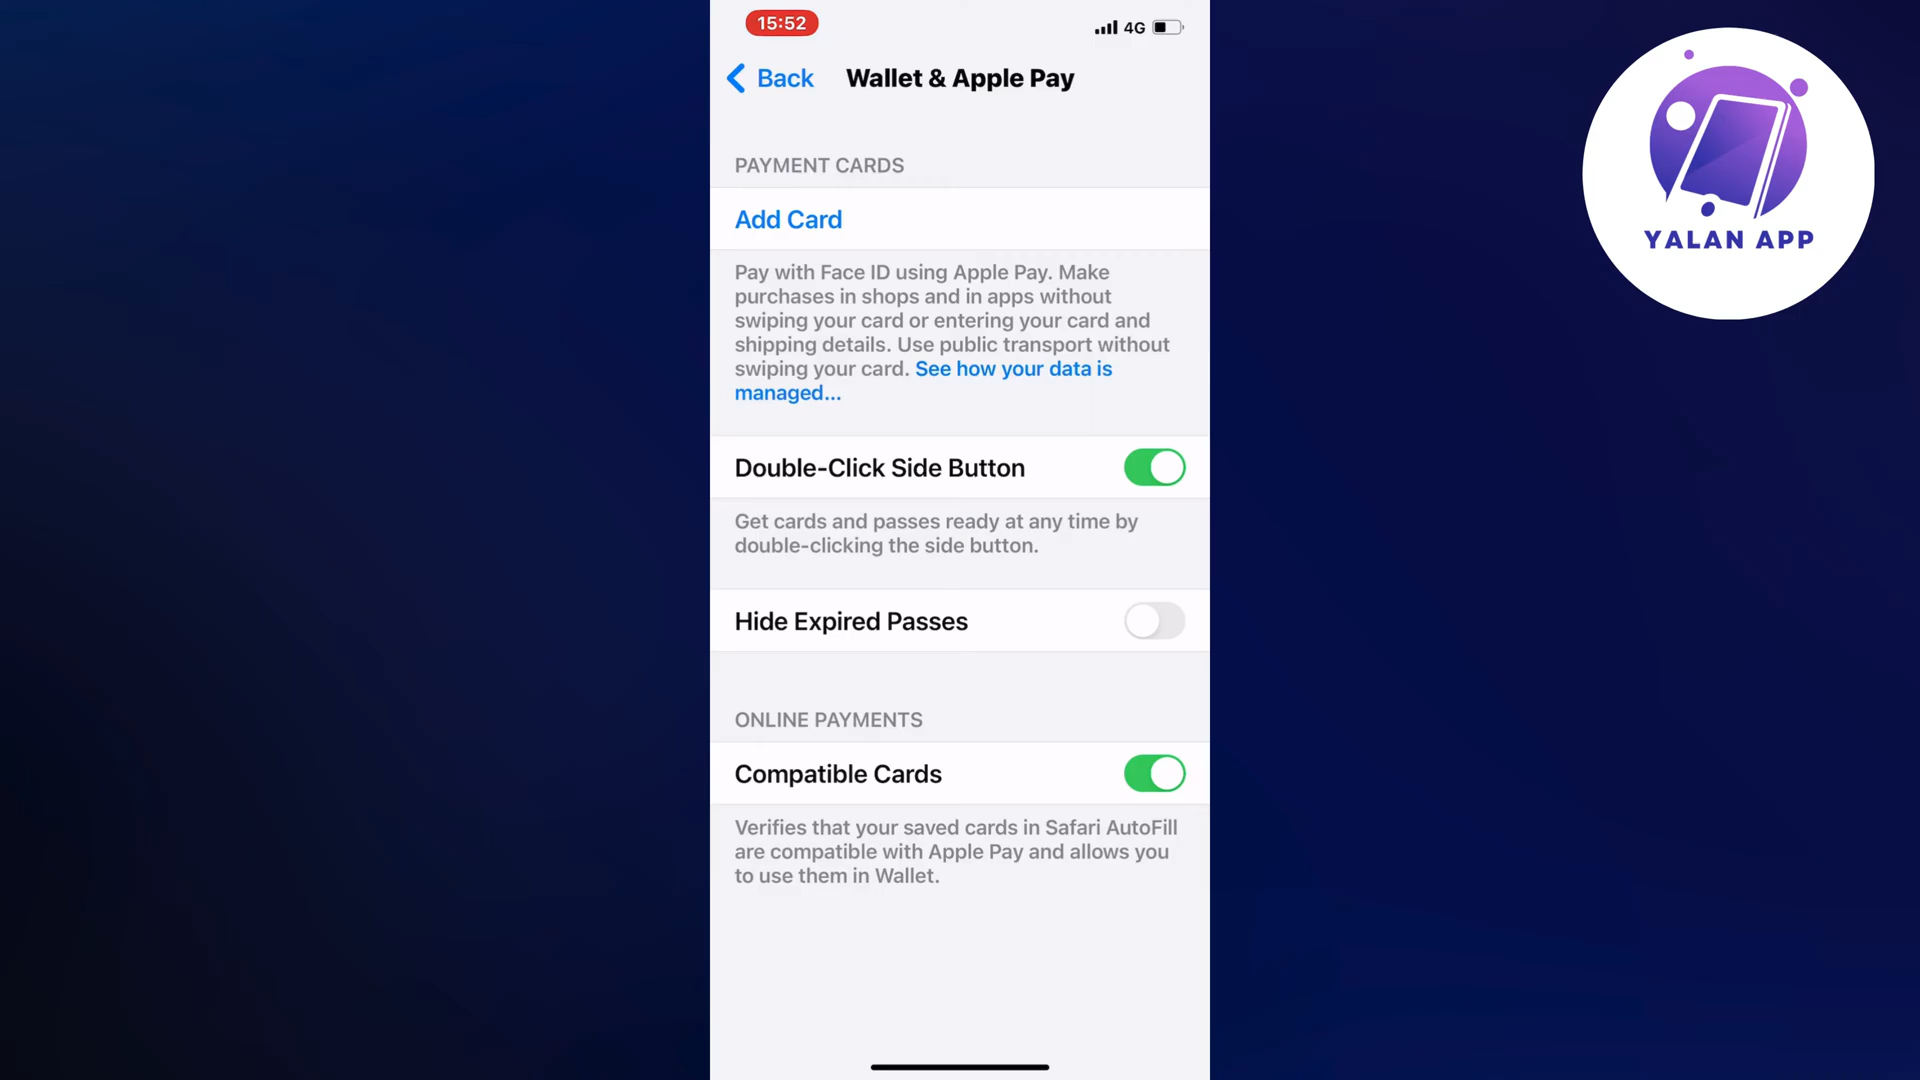 15:52
4G
Back
Wallet & Apple Pay
PAYMENT CARDS
Add Card
Pay with Face ID using Apple Pay. Make
purchases in shops and in apps without
swiping your card or entering your card and
shipping details. Use public transport without
swiping your card. See how your data is
managed...
Double-Click Side Button
Get cards and passes ready at any time by
double-clicking the side button.
Hide Expired Passes
ONLINE PAYMENTS
Compatible Cards
Verifies that your saved cards in Safari AutoFill
are compatible with Apple Pay and allows you
to use them in Wallet.
YALAN APP